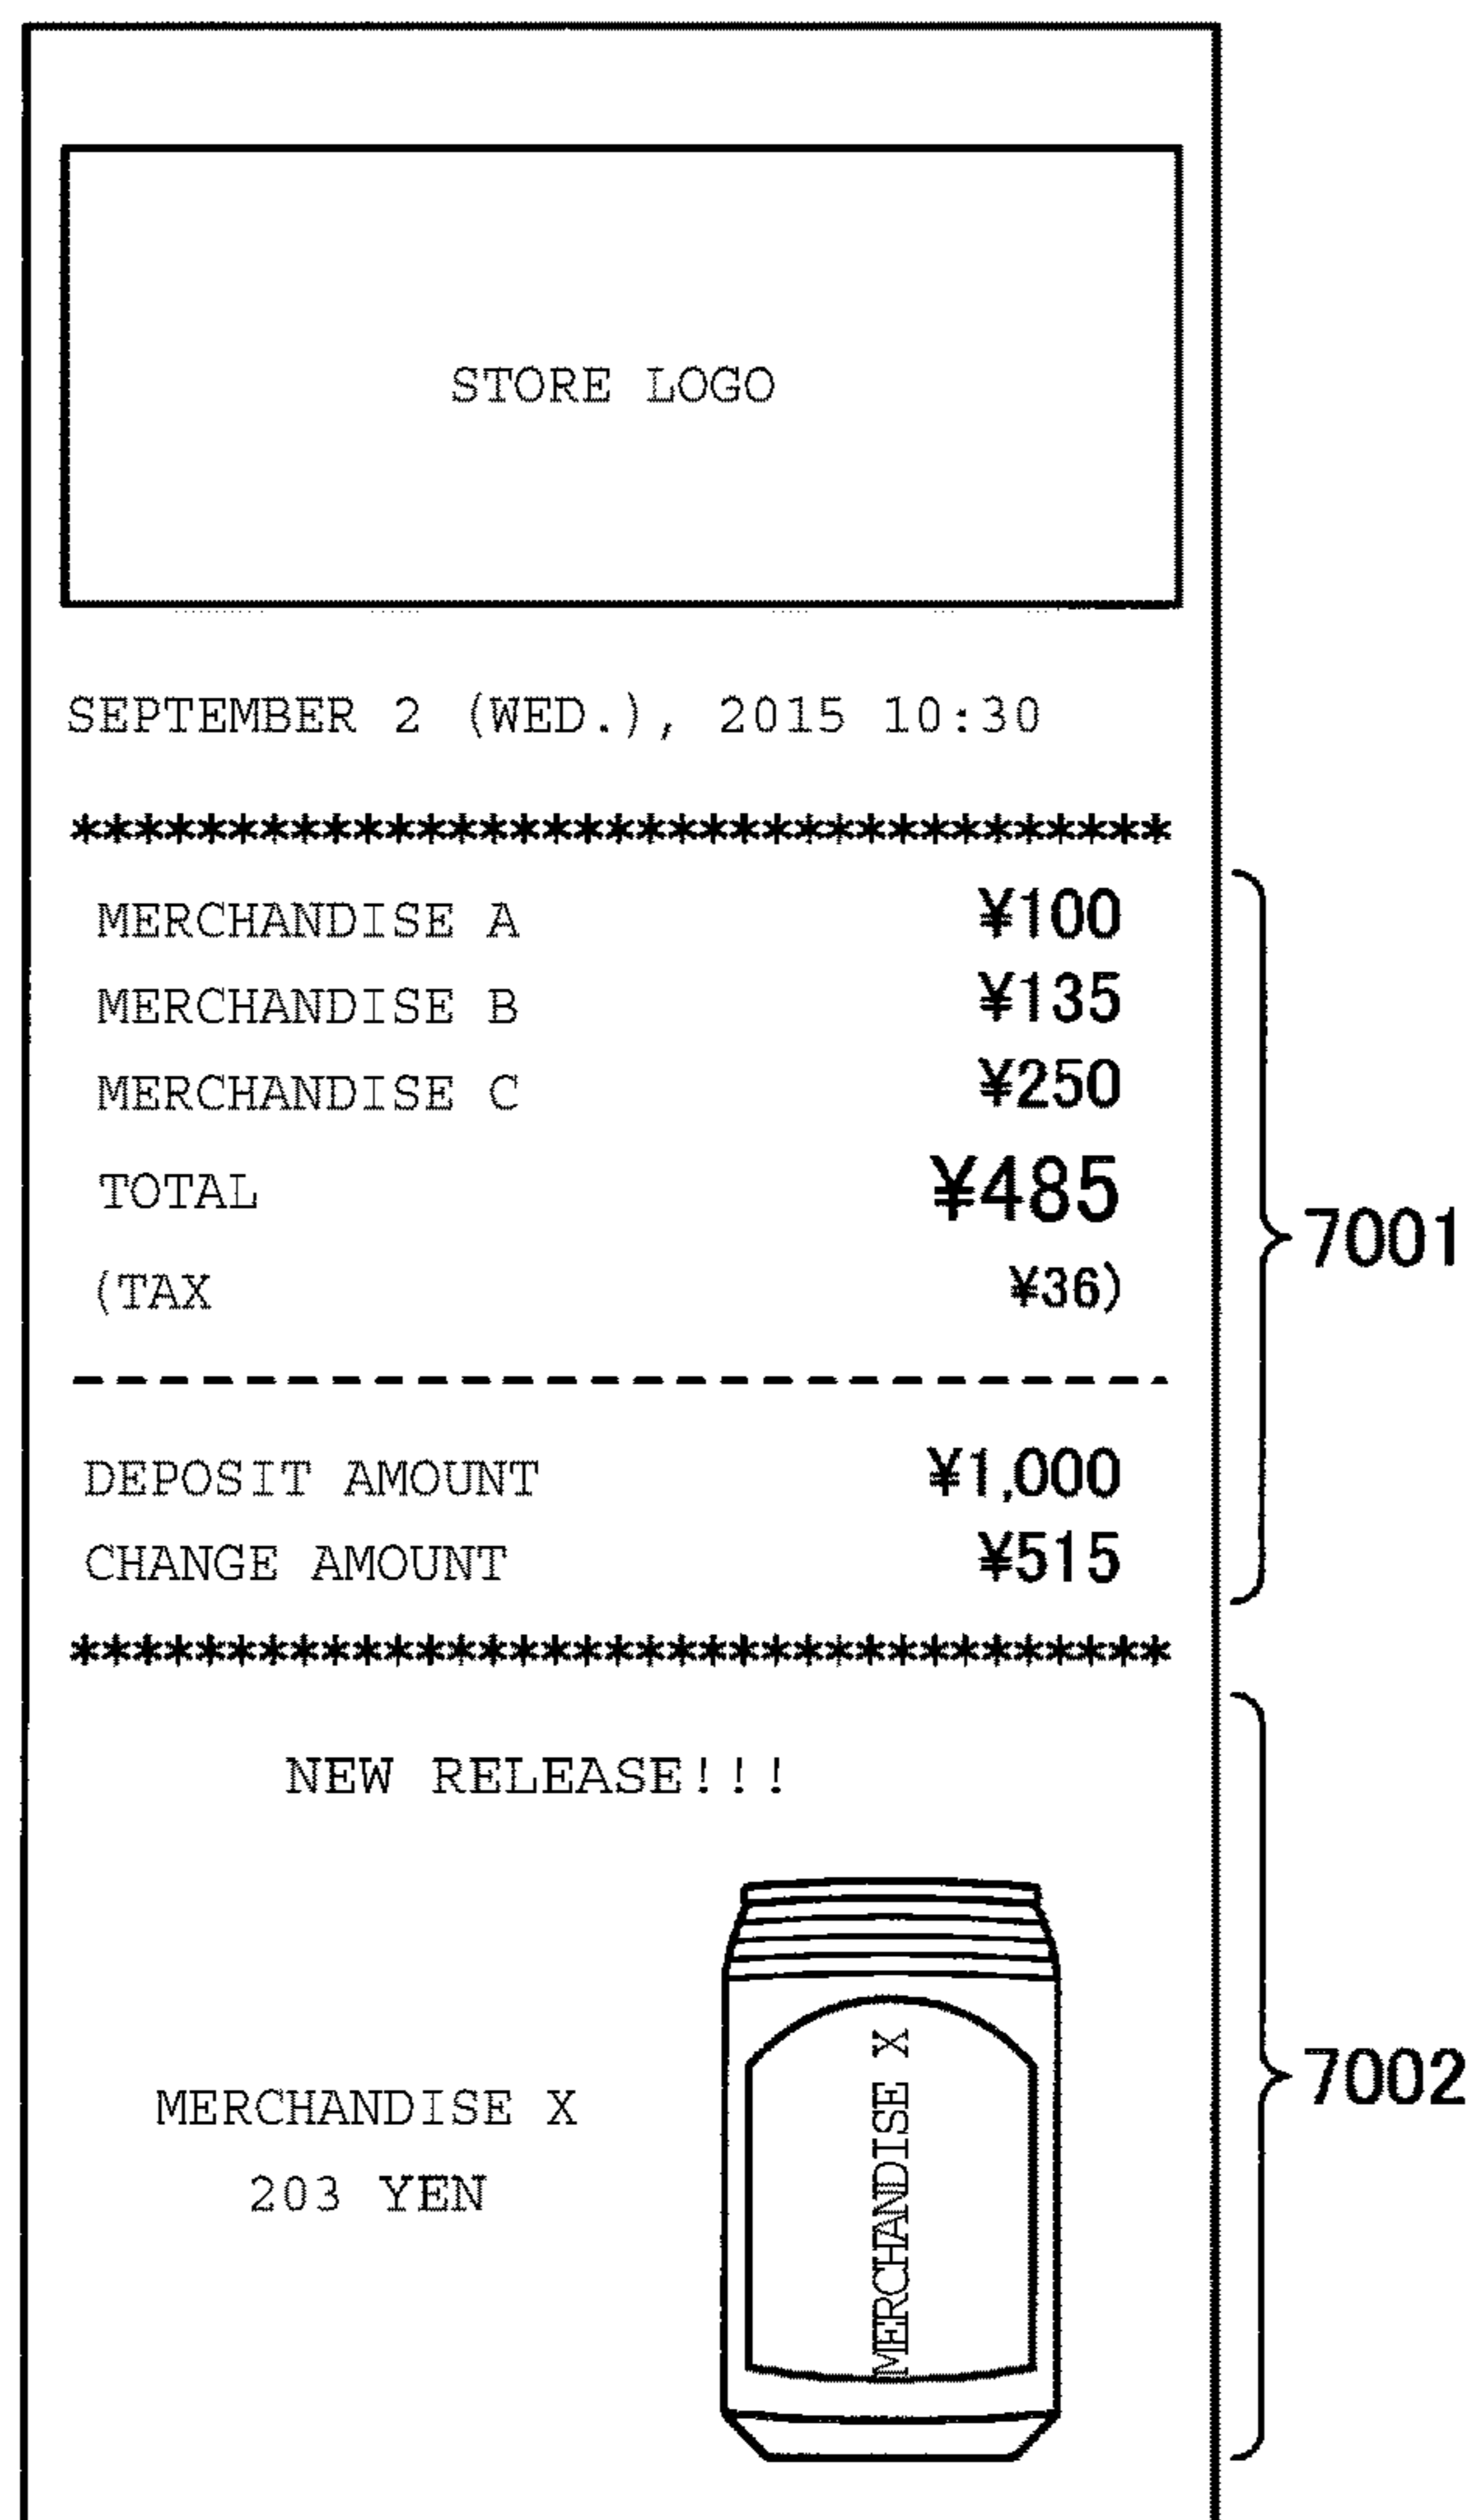 STORE LOGO
SEPTEMBER 2 (WED.), 2015 10:30
***********************************
MERCHANDISE A ¥100
MERCHANDISE B ¥135
MERCHANDISE C ¥250
TOTAL ¥485
(TAX ¥36)
7001
DEPOSIT AMOUNT ¥1,000
CHANGE AMOUNT ¥515
***********************************
NEW RELEASE!!!
MERCHANDISE X
203 YEN
MERCHANDISE X
7002